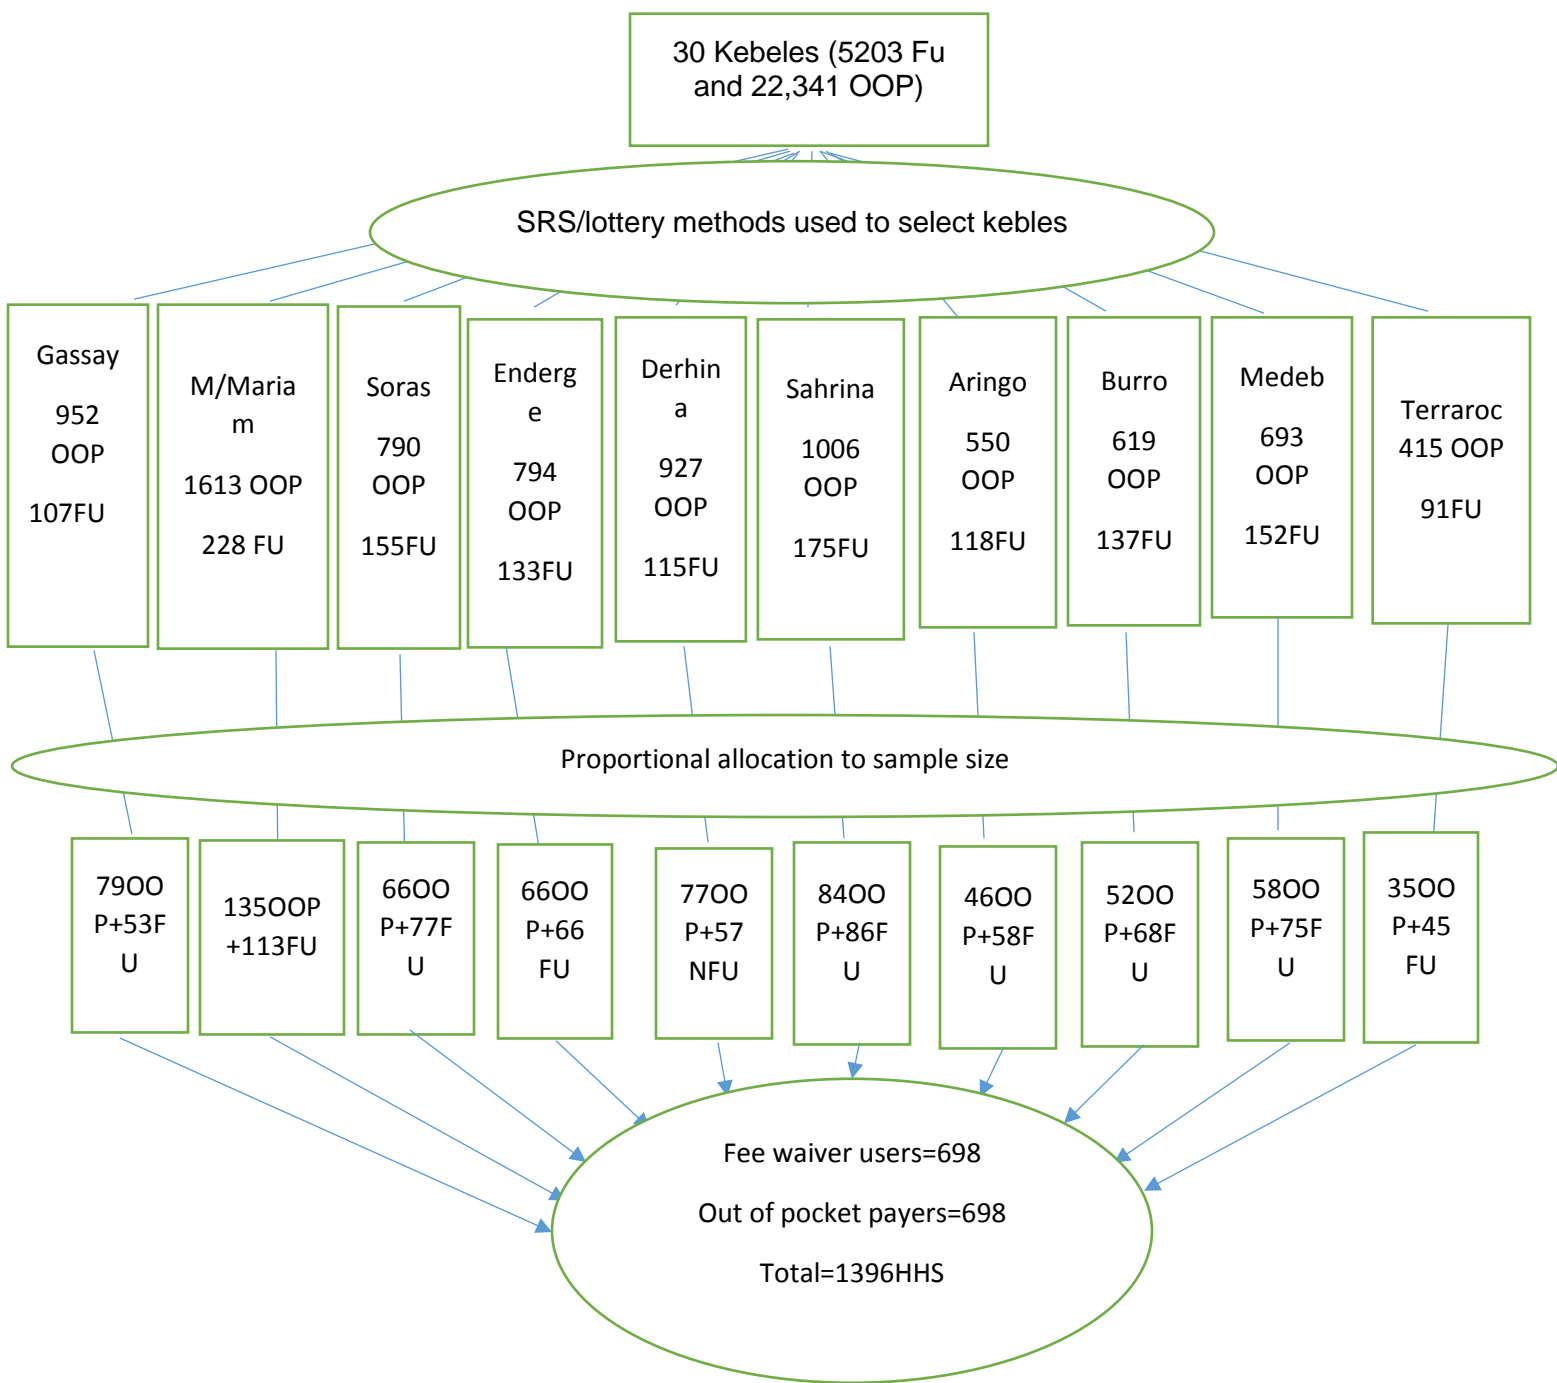 30 Kebeles (5203 Fu
and 22,341 OOP)
SRS/lottery methods used to select kebles
Gassay
952
OOP
107FU
M/Maria
m
1613 OOP
228 FU
Soras
790
OOP
155FU
Enderg
e
794
OOP
133FU
Derhin
a
927
OOP
115FU
Sahrina
1006
OOP
175FU
Aringo
550
OOP
118FU
Burro
619
OOP
137FU
Medeb
693
OOP
152FU
Terraroc
415 OOP
91FU
Proportional allocation to sample size
79OO
P+53F
U
135OOP
+113FU
66OO
P+77F
U
66OO
P+66
FU
77OO
P+57
NFU
84OO
P+86F
U
46OO
P+58F
U
52OO
P+68F
U
58OO
P+75F
U
35OO
P+45
FU
Fee waiver users=698
Out of pocket payers=698
Total=1396HHS